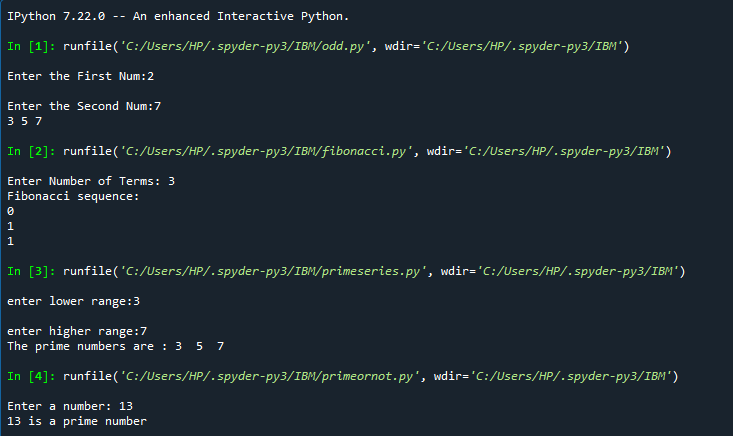 IPython 7.22.0 -- An enhanced Interactive Python.
In [1]: runfile('C:/Users/HP/.spyder-py3/IBM/odd.py', wdir='C:/Users/HP/.spyder-py3/IBM')
Enter the First Num:2
Enter the Second Num:7
3 5 7
In [2]: runfile('C:/Users/HP/.spyder-py3/IBM/fibonacci.py', wdir='C:/Users/HP/.spyder-py3/IBM')
Enter Number of Terms: 3
Fibonacci sequence:
0
1
1
In [3]: runfile('C:/Users/HP/.spyder-py3/IBM/primeseries.py', wdir='C:/Users/HP/.spyder-py3/IBM')
enter lower range:3
enter higher range:7
The prime numbers are : 3  5  7
In [4]: runfile('C:/Users/HP/.spyder-py3/IBM/primeornot.py', wdir='C:/Users/HP/.spyder-py3/IBM')
Enter a number: 13
13 is a prime number